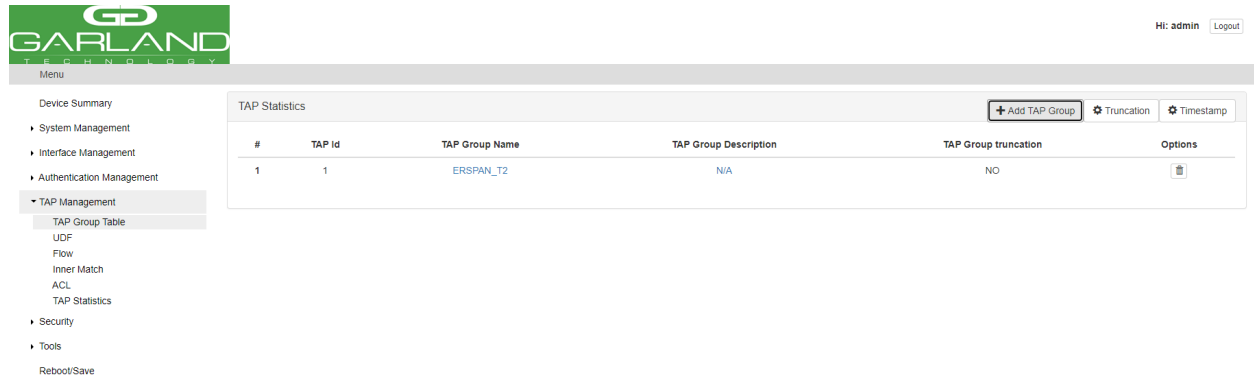 GARLAND
TECHNOLOGY
Hi: admin Logout
Menu
Device Summary
System Management
Interface Management
Authentication Management
TAP Management
TAP Group Table
UDF
Flow
Inner Match
ACL
TAP Statistics
Security
Tools
Reboot/Save
TAP Statistics
Add TAP Group Truncation Timestamp
# TAP Id TAP Group Name TAP Group Description TAP Group truncation Options
1 1 ERSPAN_T2 N/A NO